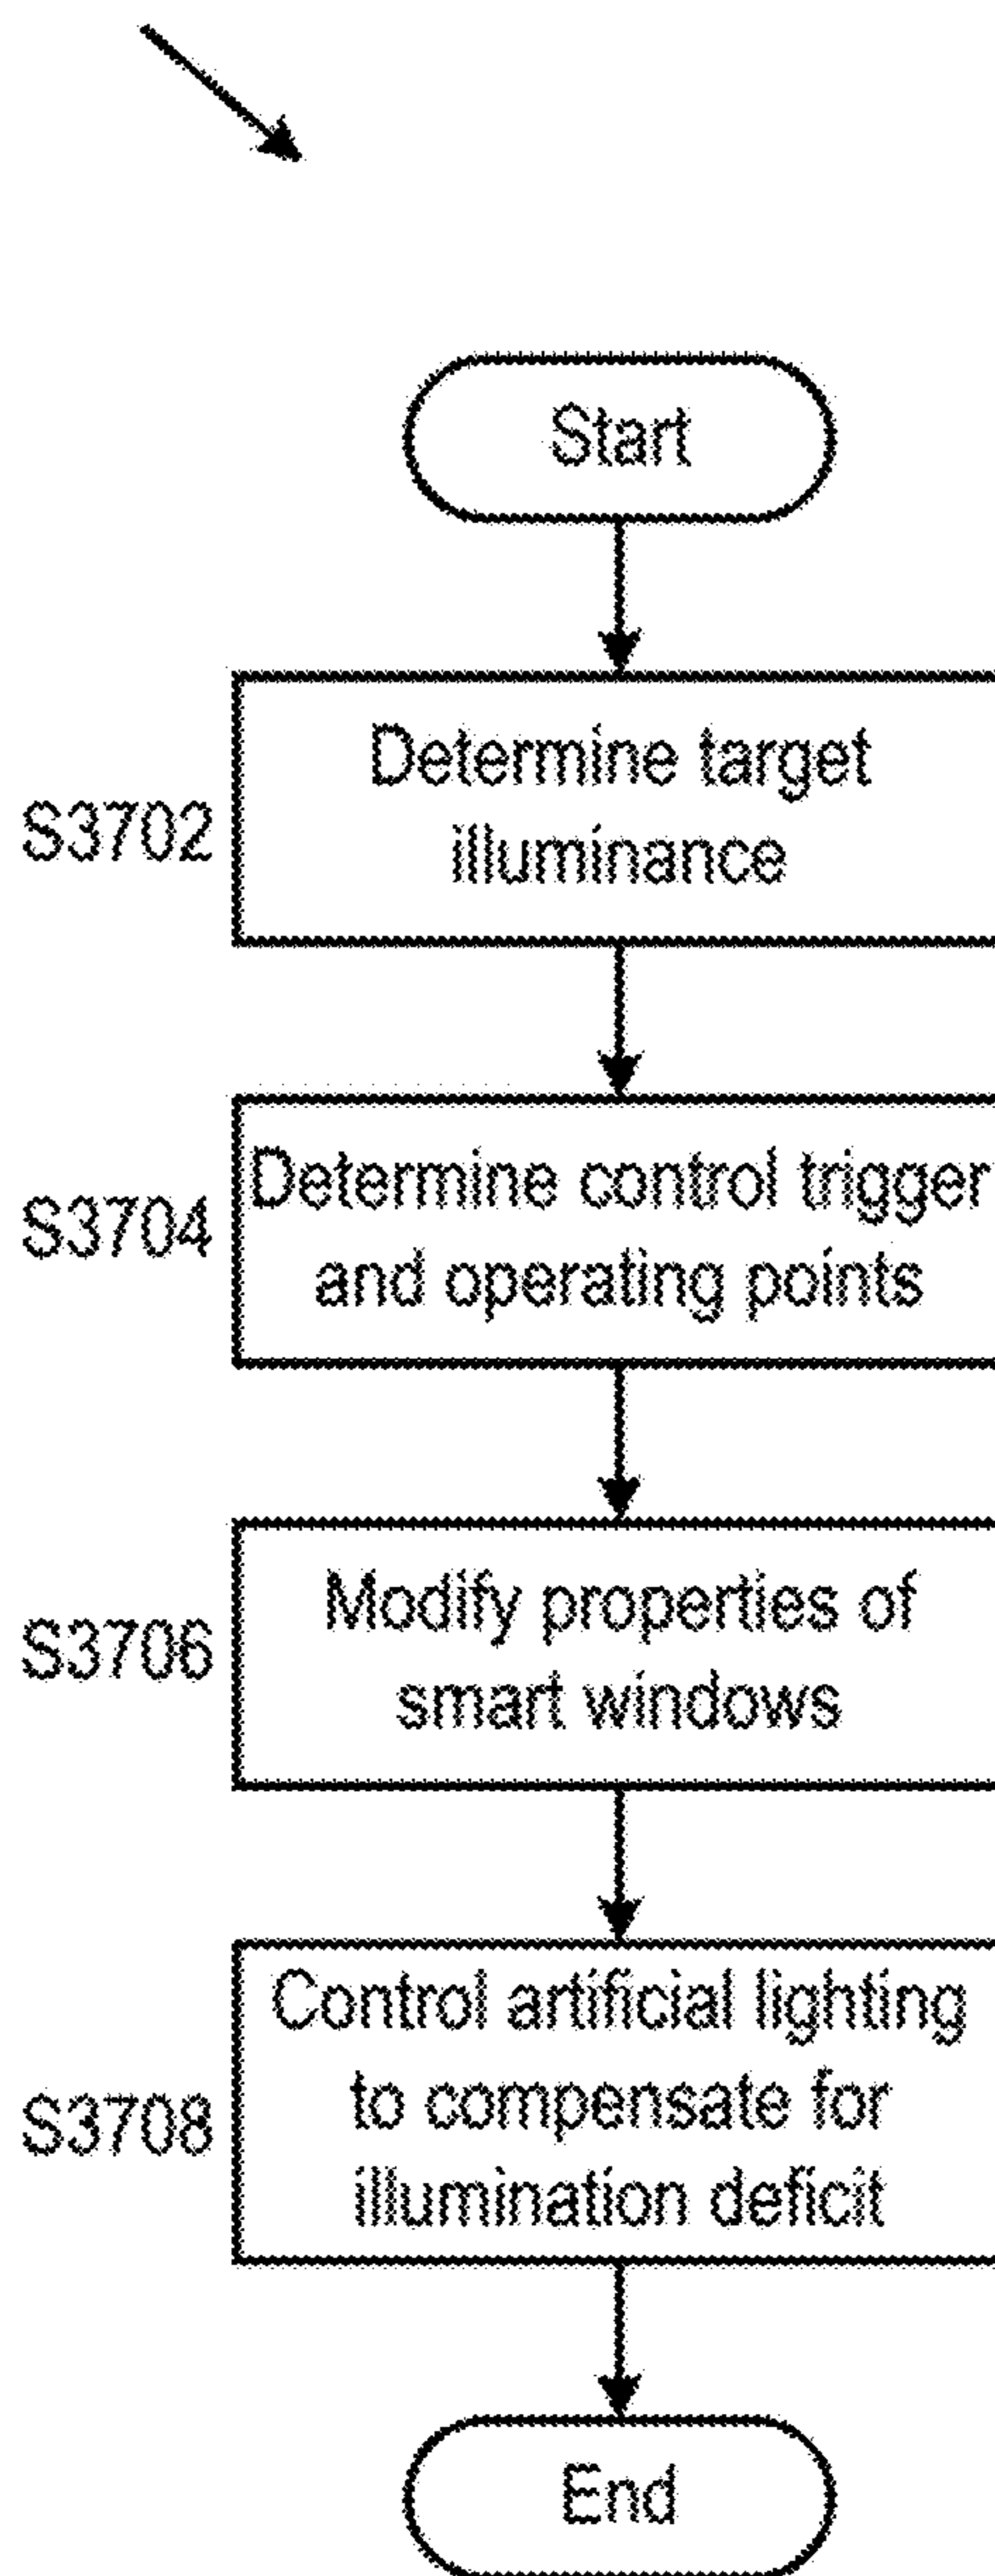 Start
S3702
Determine target
illuminance
S3704
Determine control trigger
and operating points
S3706
Modify properties of
smart windows
S3708
Control artificial lighting
to compensate for
illumination deficit
End